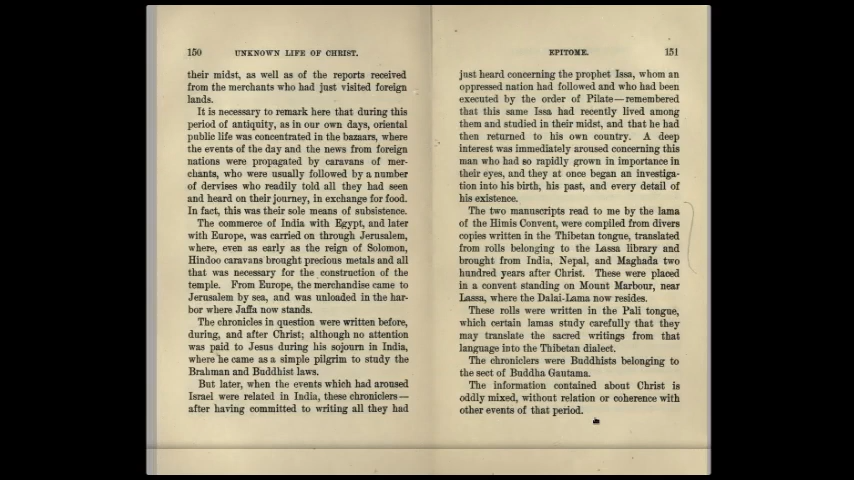 150 UNKNOWN LIFE OF CHRIST.
their midst, as well as of the reports received
from the merchants who had just visited foreign
lands.
It is necessary to remark here that during this
period of antiquity, as in our own days, oriental
public life was concentrated in the bazaars, where
the events of the day and the news from foreign
nations were propagated by caravans of mer-
chants, who were usually followed by a number
of dervises who readily told all they had seen
and heard on their journey, in exchange for food.
In fact, this was their sole means of subsistence.
The commerce of India with Egypt, and later
with Europe, was carried on through Jerusalem,
where, even as early as the reign of Solomon,
Hindoo caravans brought precious metals and all
that was necessary for the construction of the
temple. From Europe, the merchandise came to
Jerusalem by sea, and was unloaded in the har-
bor where Jaffa now stands.
The chronicles in question were written before,
during, and after Christ; although no attention
was paid to Jesus during his sojourn in India,
where he came as a simple pilgrim to study the
Brahman and Buddhist laws.
But later, when the events which had aroused
Israel were related in India, these chroniclers—
after having committed to writing all they had
EPITOME. 151
just heard concerning the prophet Issa, whom an
oppressed nation had followed and who had been
executed by the order of Pilate—remembered
that this same Issa had recently lived among
them and studied in their midst, and that he had
then returned to his own country. A deep
interest was immediately aroused concerning this
man who had so rapidly grown in importance in
their eyes, and they at once began an investiga-
tion into his birth, his past, and every detail of
his existence.
The two manuscripts read to me by the lama
of the Himis Convent, were compiled from divers
copies written in the Thibetan tongue, translated
from rolls belonging to the Lassa library and
brought from India, Nepal, and Maghada two
hundred years after Christ. These were placed
in a convent standing on Mount Marbour, near
Lassa, where the Dalai-Lama now resides.
These rolls were written in the Pali tongue,
which certain lamas study carefully that they
may translate the sacred writings from that
language into the Thibetan dialect.
The chroniclers were Buddhists belonging to
the sect of Buddha Gautama.
The information contained about Christ is
oddly mixed, without relation or coherence with
other events of that period.